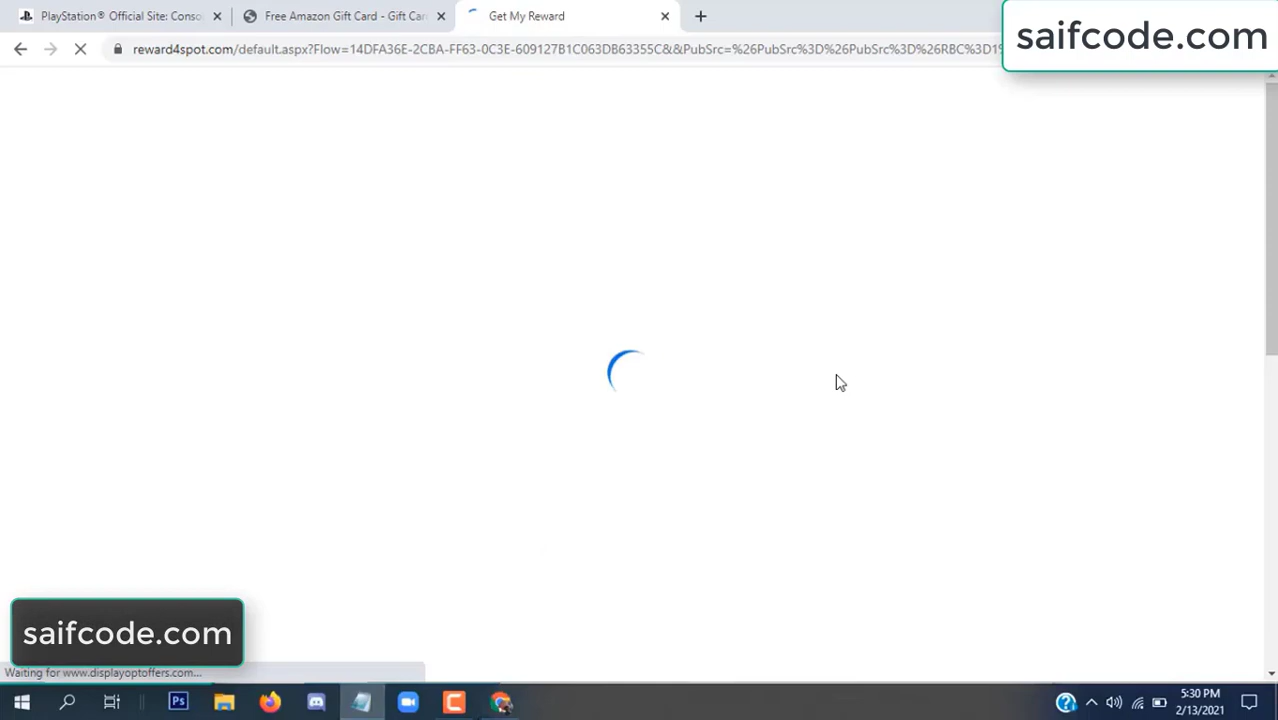 PlayStation® Official Site: Conso
Free Amazon Gift Card - Gift Car
Get My Reward
saifcode.com
reward4spot.com/default.aspx?Flow=14DFA36E-2CBA-FF63-0C3E-609127B1C063DB63355C&&PubSrc=%26PubSrc%3D%26PubSrc%3D%26RBC%3D1%
saifcode.com
Waiting for www.displayoptoffers.com...
Ps
5:30 PM
2/13/2021